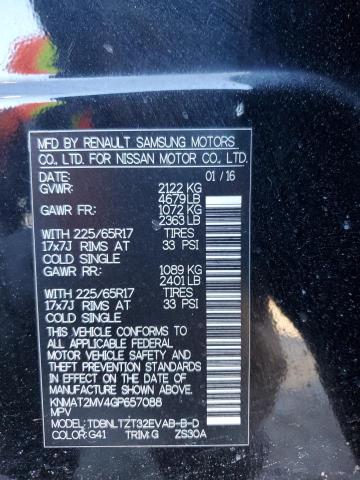 MFD BY RENAULT SAMSUNG MOTORS
CO., LTD. FOR NISSAN MOTOR CO., LTD.
DATE: 01/16
GVWR: 2122 KG
4679LB
GAWR FR: 1072 KG
2363LB
WITH 225/65R17 TIRES
17x7J RIMS AT 33 PSI
COLD SINGLE
GAWR RR: 1089 KG
2401LB
WITH 225/65R17 TIRES
17x7J RIMS AT 33 PSI
COLD SINGLE
THIS VEHICLE CONFORMS TO
ALL APPLICABLE FEDERAL
MOTOR VEHICLE SAFETY
STANDARDS IN EFFECT ON
THE DATE OF MANUFACTURE
SHOWN ABOVE
KNMAT2MV4GP657088
MPV
MODEL: TDBNLTZT32EVAB-B-D
COLOR: G41 TRIM: G ZS30A